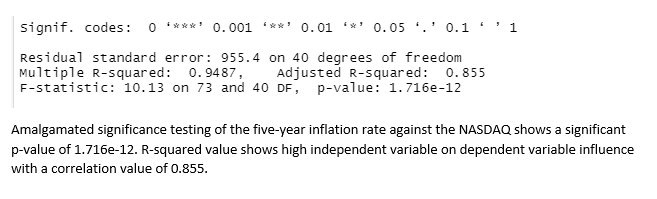 Signif. codes:  0 ‘***’ 0.001 ‘**’ 0.01 ‘*’ 0.05 ‘.’ 0.1 ‘ ’ 1
Residual standard error: 955.4 on 40 degrees of freedom
Multiple R-squared:  0.9487,    Adjusted R-squared:  0.855
F-statistic: 10.13 on 73 and 40 DF,  p-value: 1.716e-12
Amalgamated significance testing of the five-year inflation rate against the NASDAQ shows a significant
p-value of 1.716e-12. R-squared value shows high independent variable on dependent variable influence
with a correlation value of 0.855.